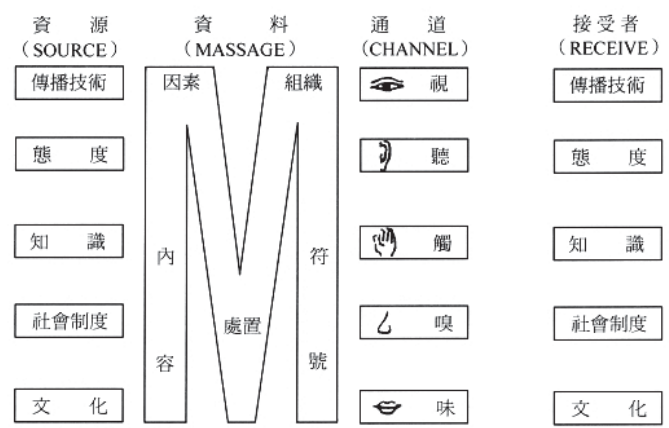 資源
(SOURCE)
傳播技術
態度
知識
社會制度
文化
資料
(MASSAGE)
因素
組織
內容
處置
符號
通道
(CHANNEL)
視
聽
觸
嗅
味
接受者
(RECEIVE)
傳播技術
態度
知識
社會制度
文化